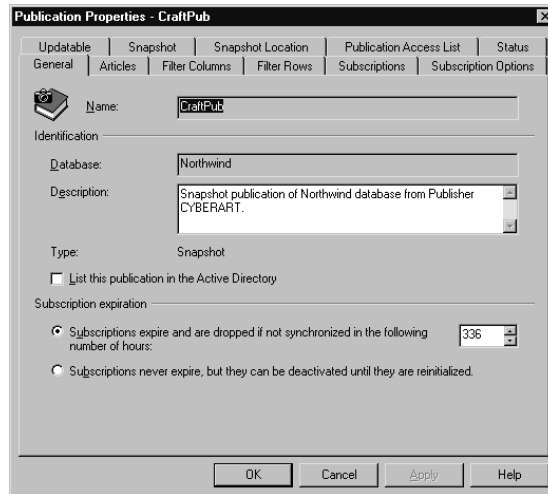 Publication Properties - CraftPub
Updatable Snapshot Snapshot Location Publication Access List Status
General Articles Filter Columns Filter Rows Subscriptions Subscription Options
Name: CraftPub
Identification
Database: Northwind
Description: Snapshot publication of Northwind database from Publisher
CYBERART.
Type: Snapshot
List this publication in the Active Directory
Subscription expiration
Subscriptions expire and are dropped if not synchronized in the following 336
number of hours:
Subscriptions never expire, but they can be deactivated until they are reinitialized.
OK Cancel Apply Help